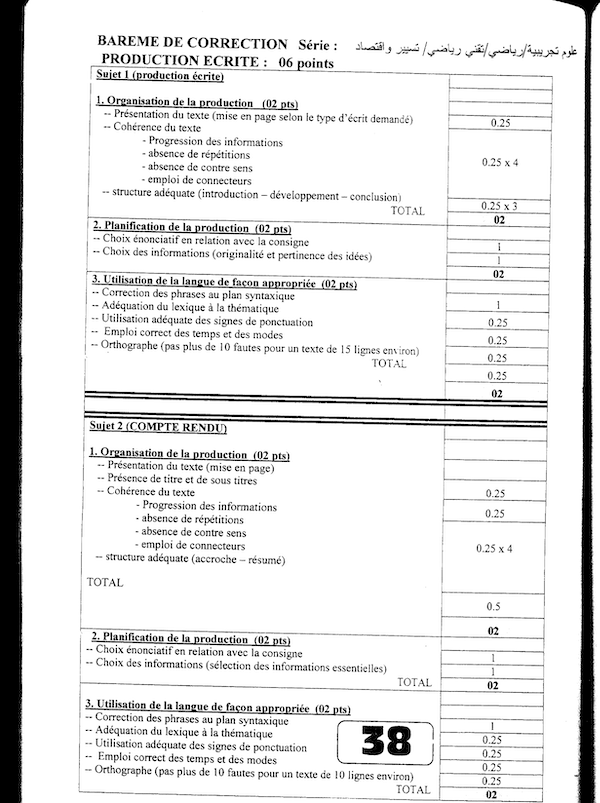 BAREME DE CORRECTION Série : علوم تجريبية/رياضي/تقني رياضي/ تسيير واقتصاد
PRODUCTION ECRITE : 06 points
Sujet 1 (production écrite)
1. Organisation de la production (02 pts)
-- Présentation du texte (mise en page selon le type d'écrit demandé) 0.25
-- Cohérence du texte
- Progression des informations
- absence de répétitions 0.25 x 4
- absence de contre sens
- emploi de connecteurs
-- structure adéquate (introduction – développement – conclusion) 0.25 x 3
TOTAL 02
2. Planification de la production (02 pts)
-- Choix énonciatif en relation avec la consigne 1
-- Choix des informations (originalité et pertinence des idées) 1
02
3. Utilisation de la langue de façon appropriée (02 pts)
-- Correction des phrases au plan syntaxique 1
-- Adéquation du lexique à la thématique 0.25
-- Utilisation adéquate des signes de ponctuation 0.25
-- Emploi correct des temps et des modes 0.25
-- Orthographe (pas plus de 10 fautes pour un texte de 15 lignes environ) 0.25
TOTAL 02
Sujet 2 (COMPTE RENDU)
1. Organisation de la production (02 pts)
-- Présentation du texte (mise en page) 0.25
-- Présence de titre et de sous titres 0.25
-- Cohérence du texte
- Progression des informations
- absence de répétitions 0.25 x 4
- absence de contre sens
- emploi de connecteurs
-- structure adéquate (accroche – résumé) 0.5
TOTAL 02
2. Planification de la production (02 pts)
-- Choix énonciatif en relation avec la consigne 1
-- Choix des informations (sélection des informations essentielles) 1
TOTAL 02
3. Utilisation de la langue de façon appropriée (02 pts)
-- Correction des phrases au plan syntaxique 1
-- Adéquation du lexique à la thématique 0.25
-- Utilisation adéquate des signes de ponctuation 0.25
-- Emploi correct des temps et des modes 0.25
-- Orthographe (pas plus de 10 fautes pour un texte de 10 lignes environ) 0.25
TOTAL 02
38